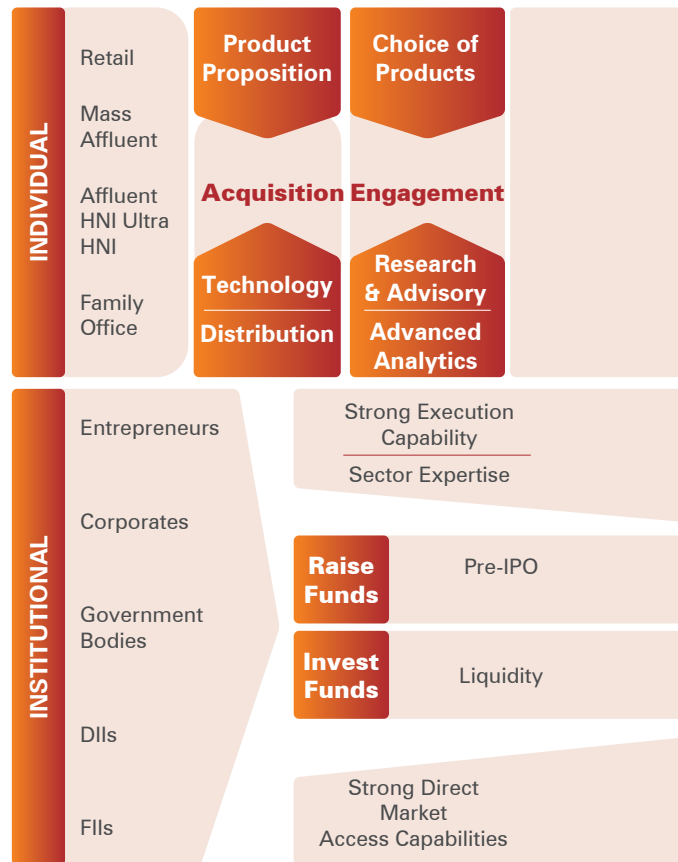 INDIVIDUAL
Retail
Mass
Affluent
Affluent
HNI Ultra
HNI
Family
Office
Product
Proposition
Choice of
Products
Acquisition
Engagement
Technology
Distribution
Research
& Advisory
Advanced
Analytics
INSTITUTIONAL
Entrepreneurs
Corporates
Government
Bodies
DIIs
FIIs
Strong Execution
Capability
Sector Expertise
Raise
Funds
Pre-IPO
Invest
Funds
Liquidity
Strong Direct
Market
Access Capabilities